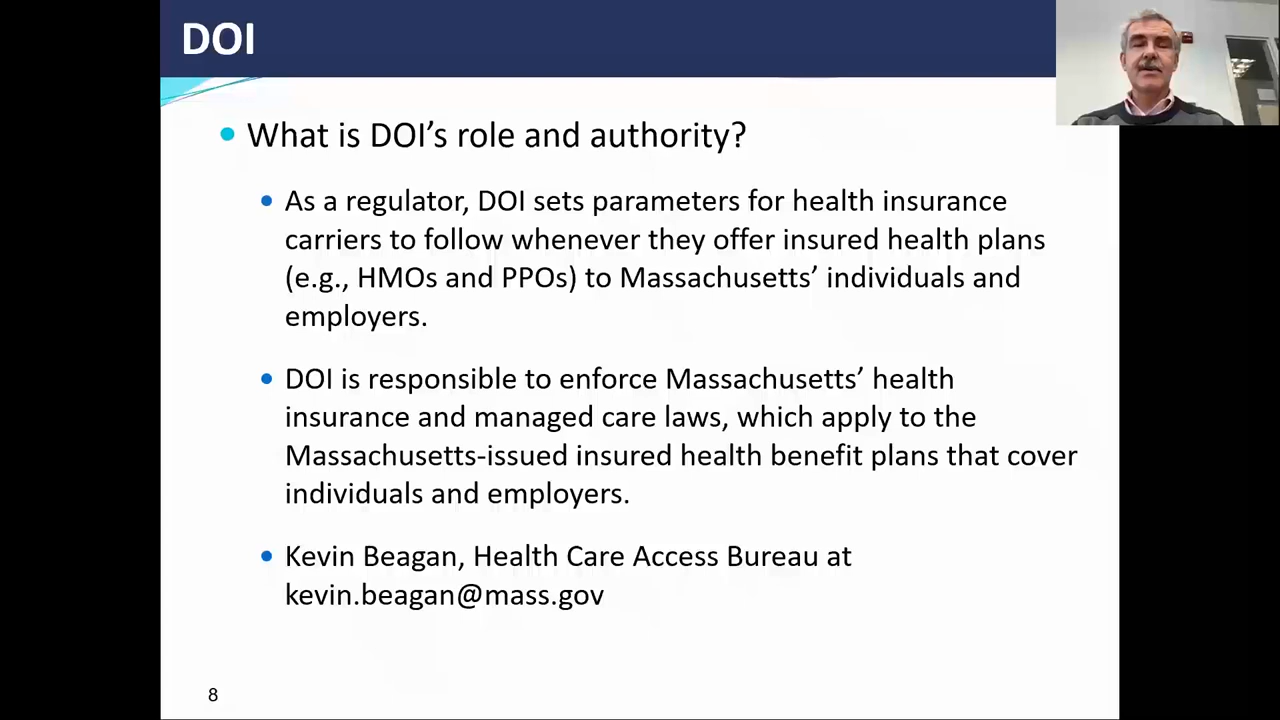 DOI
What is DOI’s role and authority?
As a regulator, DOI sets parameters for health insurance
carriers to follow whenever they offer insured health plans
(e.g., HMOs and PPOs) to Massachusetts’ individuals and
employers.
DOI is responsible to enforce Massachusetts’ health
insurance and managed care laws, which apply to the
Massachusetts-issued insured health benefit plans that cover
individuals and employers.
Kevin Beagan, Health Care Access Bureau at
kevin.beagan@mass.gov
8